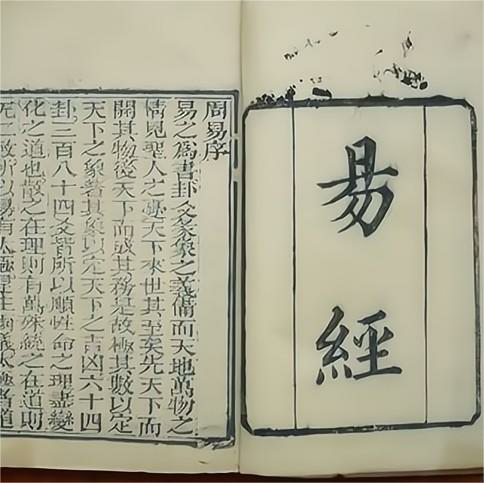 易經
周易序
易之爲書卦爻彖象之義備而天地萬物之
情見聖人之憂天下來世其至矣先天下而
開其物後天下而成其務是故極其數以定
天下之象著其象以定天下之吉凶六十四
卦三百八十四爻皆所以順性命之理盡變
化之道也散之在理則有萬殊統之在道則
无二致所以易有太極是生兩儀太極者道